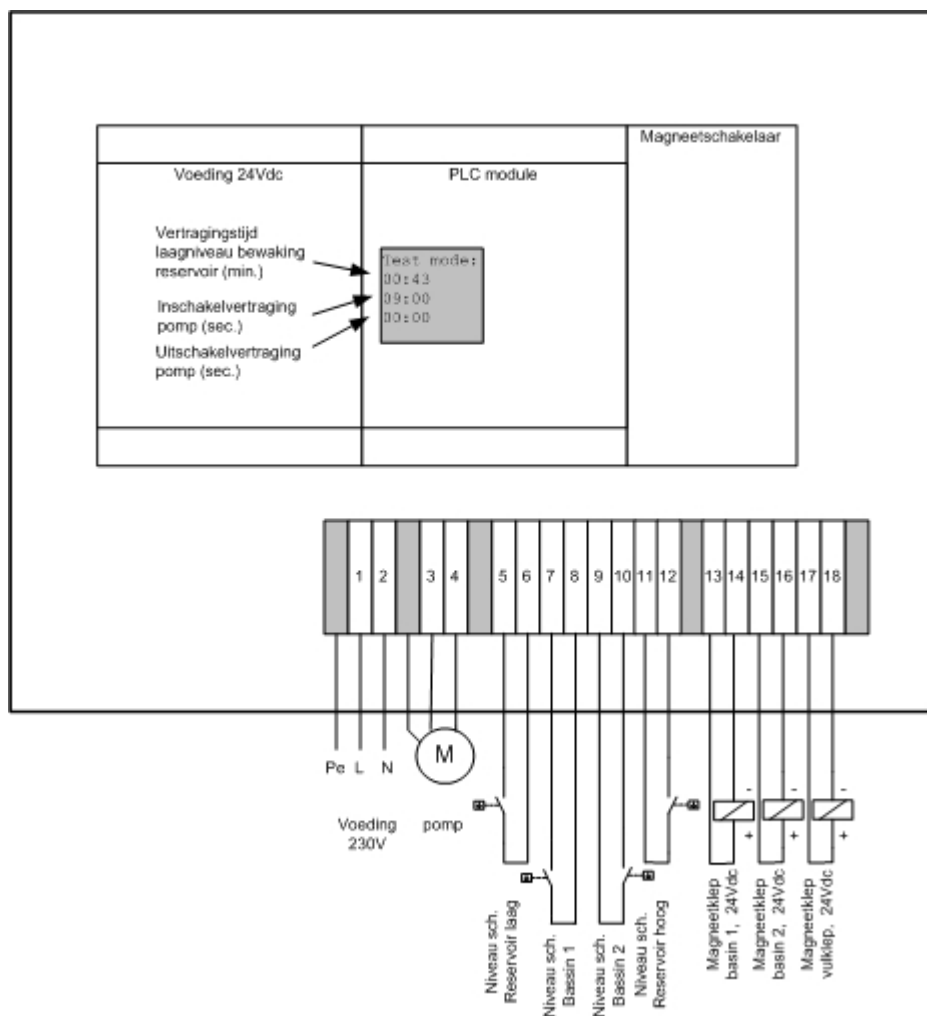 Magneetschakelaar
Voeding 24Vdc
PLC module
Vertragingstijd
laagniveau bewaking
reservoir (min.)
Inschakelvertraging
pomp (sec.)
Uitschakelvertraging
pomp (sec.)
Test mode:
00:43
09:00
00:00
1 2 3 4 5 6 7 8 9 10 11 12 13 14 15 16 17 18
Pe L N
M
Voeding
230V
pomp
- - -
+ + +
Niveau sch.
Reservoir laag
Niveau sch.
Bassin 1
Niveau sch.
Bassin 2
Niveau sch.
Reservoir hoog
Magneetklep
basin 1, 24Vdc
Magneetklep
basin 2, 24Vdc
Magneetklep
vulklep, 24Vdc